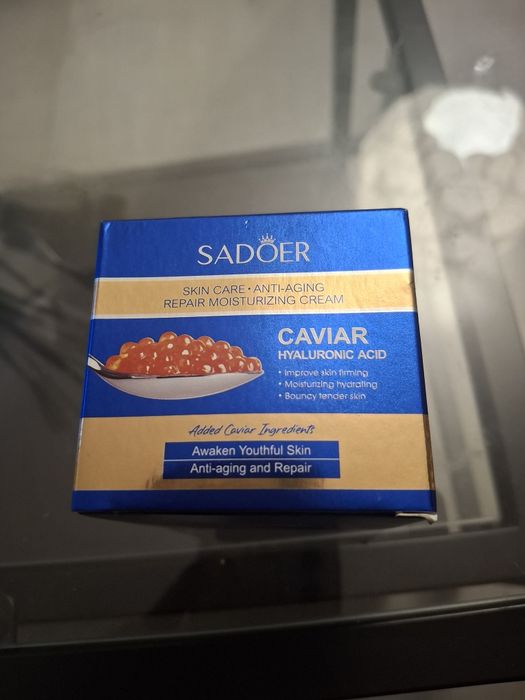 SADOER
SKIN CARE • ANTI-AGING
REPAIR MOISTURIZING CREAM
CAVIAR
HYALURONIC ACID
• Improve skin firming
• Moisturizing hydrating
• Bouncy tender skin
Added Caviar Ingredients
Awaken Youthful Skin
Anti-aging and Repair